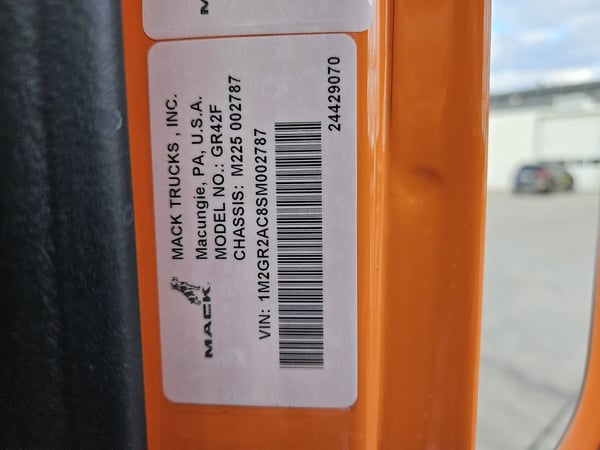 MACK
MACK TRUCKS , INC.
Macungie, PA, U.S.A.
MODEL NO.: GR42F
CHASSIS: M225 002787
VIN: 1M2GR2AC8SM002787
24429070